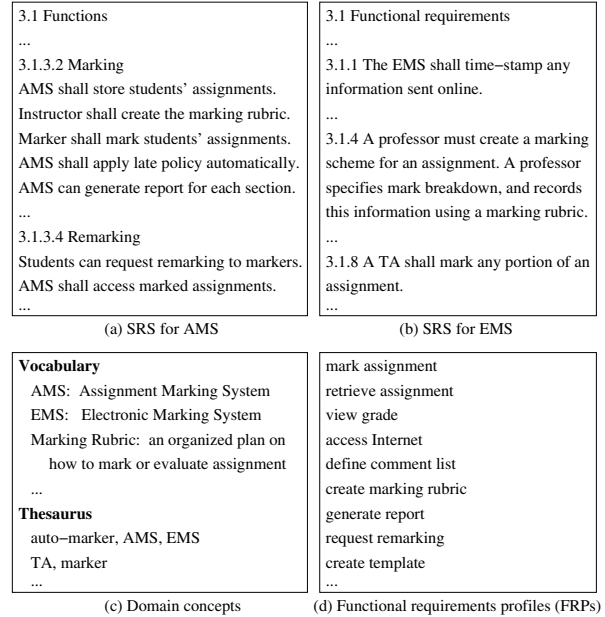 3.1 Functions
...
3.1.3.2 Marking
AMS shall store students’ assignments.
Instructor shall create the marking rubric.
Marker shall mark students’ assignments.
AMS shall apply late policy automatically.
AMS can generate report for each section.
...
3.1.3.4 Remarking
Students can request remarking to markers.
AMS shall access marked assignments.
...
(a) SRS for AMS
3.1 Functional requirements
...
3.1.1 The EMS shall time−stamp any
information sent online.
...
3.1.4 A professor must create a marking
scheme for an assignment. A professor
specifies mark breakdown, and records
this information using a marking rubric.
...
3.1.8 A TA shall mark any portion of an
assignment.
...
(b) SRS for EMS
Vocabulary
AMS: Assignment Marking System
EMS: Electronic Marking System
Marking Rubric: an organized plan on
how to mark or evaluate assignment
...
Thesaurus
auto−marker, AMS, EMS
TA, marker
...
(c) Domain concepts
mark assignment
retrieve assignment
view grade
access Internet
define comment list
create marking rubric
generate report
request remarking
create template
...
(d) Functional requirements profiles (FRPs)